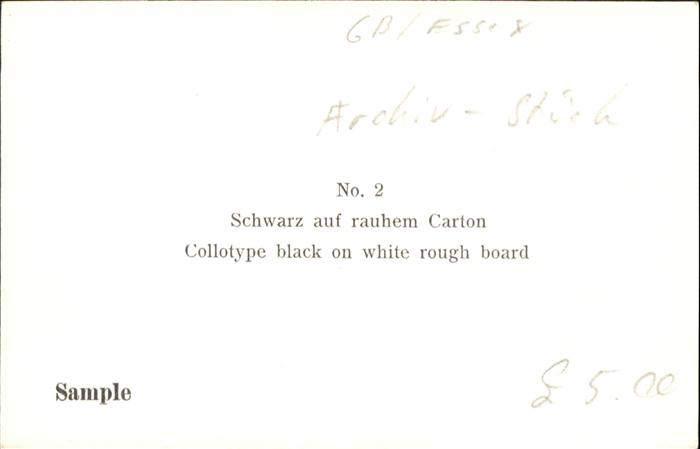 GB/Essex
Archiv - Stück
No. 2
Schwarz auf rauhem Carton
Collotype black on white rough board
Sample
£ 5.00